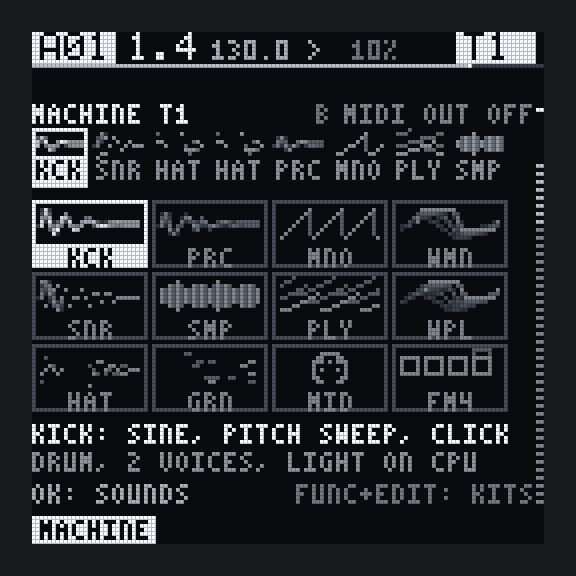 A01 1.4 130.0 > 10% T1
MACHINE T1 B MIDI OUT OFF
KCK SNR HAT HAT PRC MNO PLY SMP
KCK PRC MNO WMN
SNR SMP PLY WPL
HAT GRN MID FM4
KICK: SINE, PITCH SWEEP, CLICK
DRUM, 2 VOICES, LIGHT ON CPU
OK: SOUNDS FUNC+EDIT: KITS
MACHINE